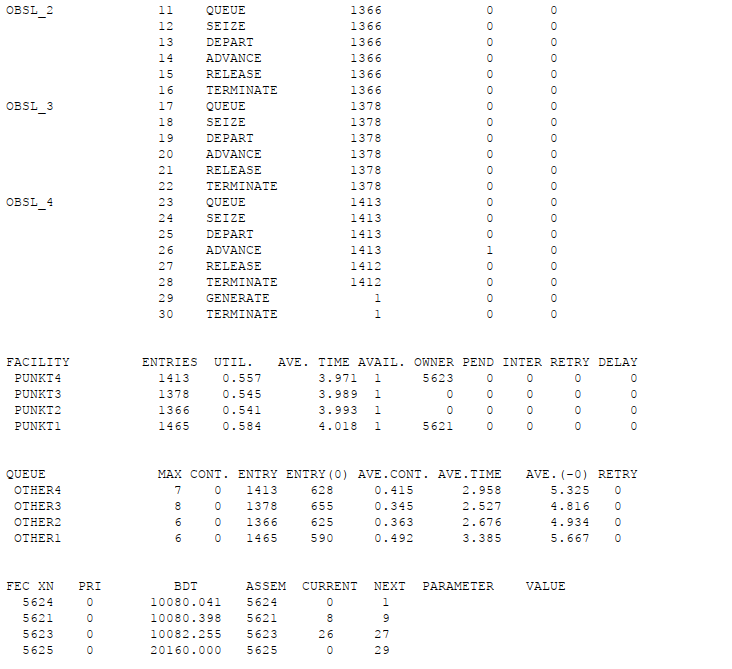 OBSL_2 11 QUEUE 1366 0 0
12 SEIZE 1366 0 0
13 DEPART 1366 0 0
14 ADVANCE 1366 0 0
15 RELEASE 1366 0 0
16 TERMINATE 1366 0 0
OBSL_3 17 QUEUE 1378 0 0
18 SEIZE 1378 0 0
19 DEPART 1378 0 0
20 ADVANCE 1378 0 0
21 RELEASE 1378 0 0
22 TERMINATE 1378 0 0
OBSL_4 23 QUEUE 1413 0 0
24 SEIZE 1413 0 0
25 DEPART 1413 0 0
26 ADVANCE 1413 1 0
27 RELEASE 1412 0 0
28 TERMINATE 1412 0 0
29 GENERATE 1 0 0
30 TERMINATE 1 0 0
FACILITY ENTRIES UTIL. AVE. TIME AVAIL. OWNER PEND INTER RETRY DELAY
PUNKT4 1413 0.557 3.971 1 5623 0 0 0 0
PUNKT3 1378 0.545 3.989 1 0 0 0 0 0
PUNKT2 1366 0.541 3.993 1 0 0 0 0 0
PUNKT1 1465 0.584 4.018 1 5621 0 0 0 0
QUEUE MAX CONT. ENTRY ENTRY(0) AVE.CONT. AVE.TIME AVE.(-0) RETRY
OTHER4 7 0 1413 628 0.415 2.958 5.325 0
OTHER3 8 0 1378 655 0.345 2.527 4.816 0
OTHER2 6 0 1366 625 0.363 2.676 4.934 0
OTHER1 6 0 1465 590 0.492 3.385 5.667 0
FEC XN PRI BDT ASSEM CURRENT NEXT PARAMETER VALUE
5624 0 10080.041 5624 0 1
5621 0 10080.398 5621 8 9
5623 0 10082.255 5623 26 27
5625 0 20160.000 5625 0 29